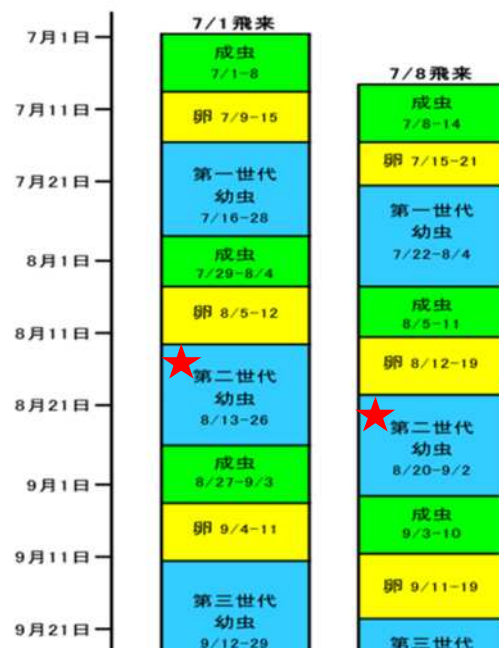 7/1飛来
7月1日
成虫
7/1-8
7/8飛来
成虫
7/8-14
7月11日
卵 7/9-15
卵 7/15-21
7月21日
第一世代
幼虫
7/16-28
第一世代
幼虫
7/22-8/4
8月1日
成虫
7/29-8/4
成虫
8/5-11
卵 8/5-12
8月11日
卵 8/12-19
第二世代
幼虫
8/13-26
8月21日
第二世代
幼虫
8/20-9/2
成虫
8/27-9/3
9月1日
成虫
9/3-10
卵 9/4-11
9月11日
卵 9/11-19
第三世代
幼虫
9/12-29
9月21日
第三世代